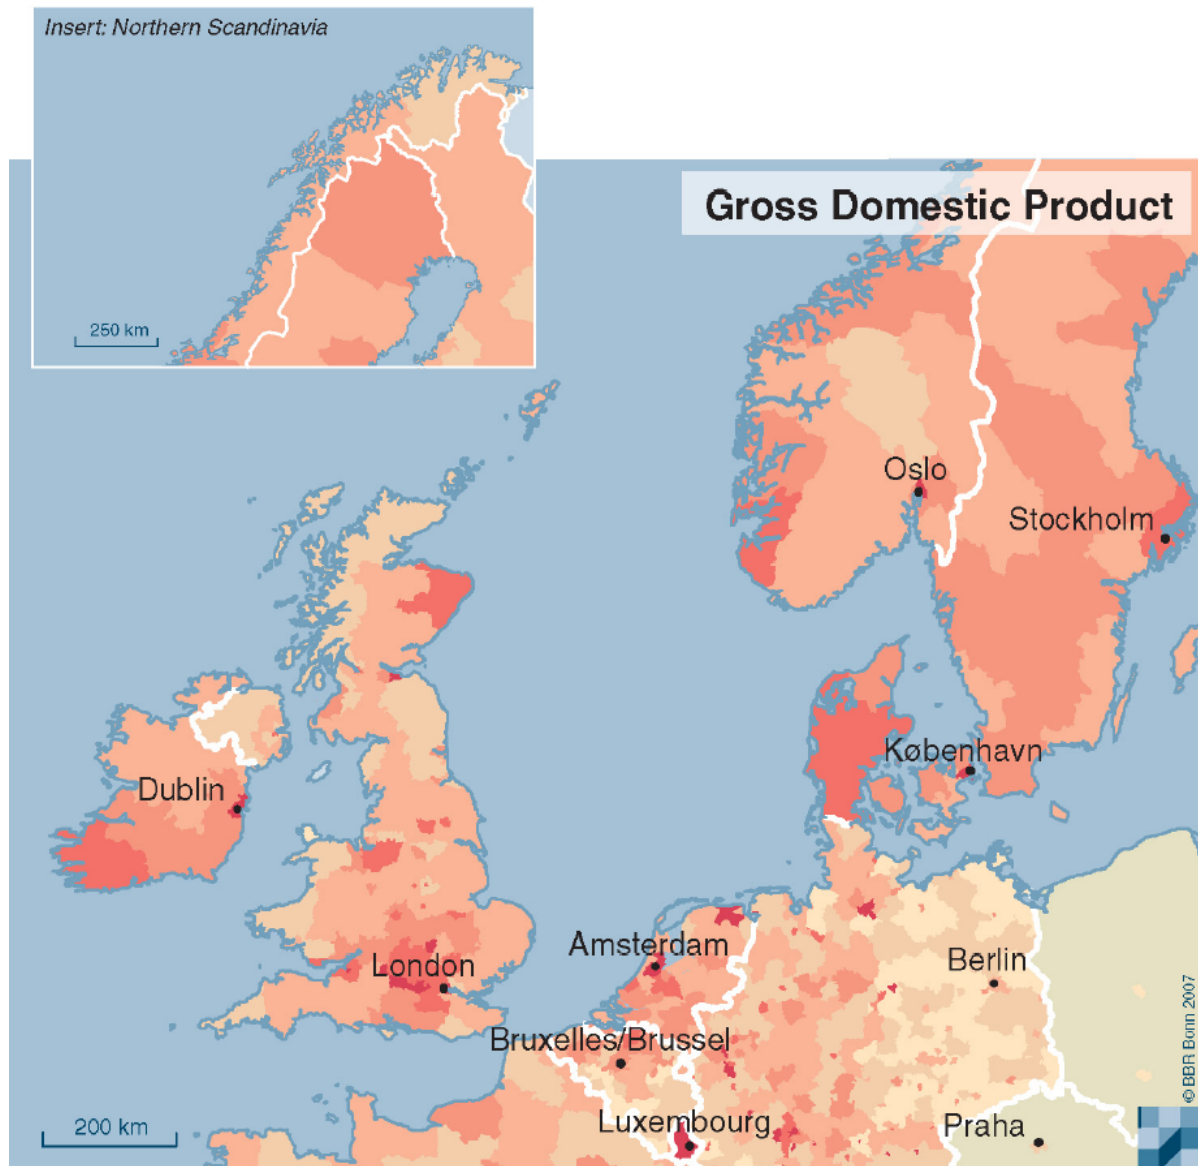 Insert: Northern Scandinavia
250 km
Gross Domestic Product
Oslo
Stockholm
København
Dublin
Amsterdam
London
Berlin
Bruxelles/Brussel
Luxembourg
Praha
200 km
© BBR Bonn 2007